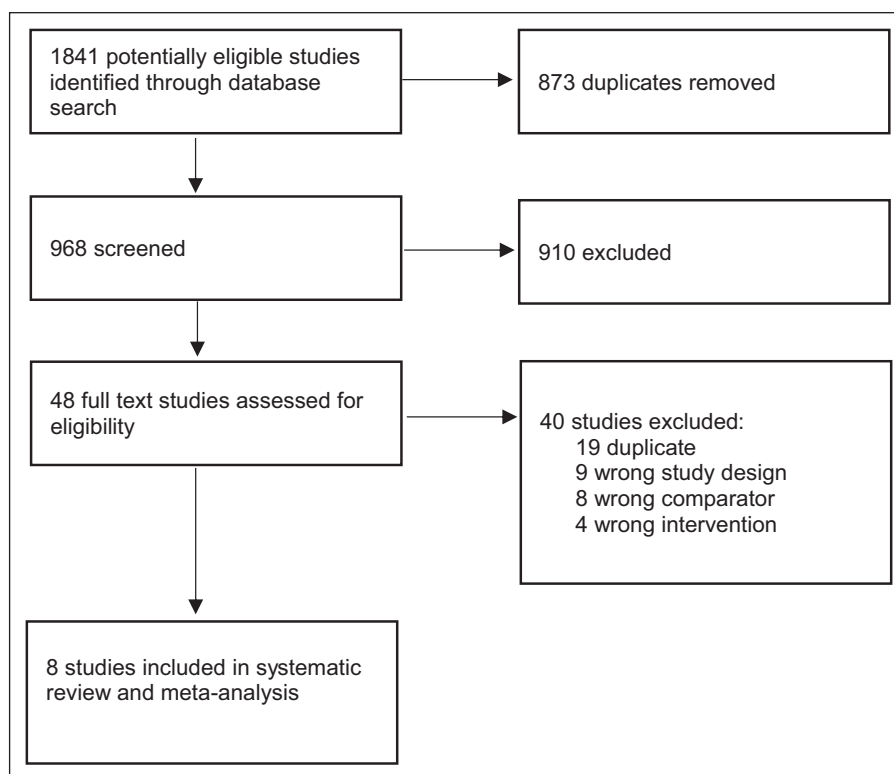 1841 potentially eligible studies
identified through database
search
873 duplicates removed
968 screened
910 excluded
48 full text studies assessed for
eligibility
40 studies excluded:
19 duplicate
9 wrong study design
8 wrong comparator
4 wrong intervention
8 studies included in systematic
review and meta-analysis